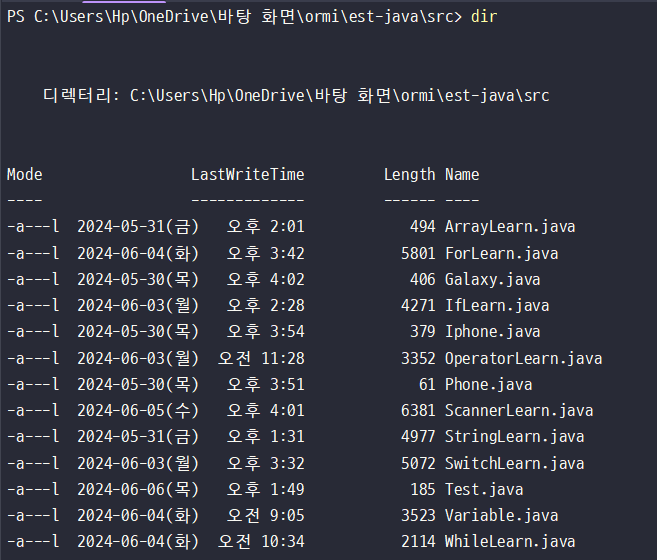 PS C:\Users\Hp\OneDrive\바탕 화면\ormi\est-java\src> dir
디렉터리: C:\Users\Hp\OneDrive\바탕 화면\ormi\est-java\src
Mode LastWriteTime Length Name
---- ------------- ------ ----
-a---l 2024-05-31(금) 오후 2:01 494 ArrayLearn.java
-a---l 2024-06-04(화) 오후 3:42 5801 ForLearn.java
-a---l 2024-05-30(목) 오후 4:02 406 Galaxy.java
-a---l 2024-06-03(월) 오후 2:28 4271 IfLearn.java
-a---l 2024-05-30(목) 오후 3:54 379 Iphone.java
-a---l 2024-06-03(월) 오전 11:28 3352 OperatorLearn.java
-a---l 2024-05-30(목) 오후 3:51 61 Phone.java
-a---l 2024-06-05(수) 오후 4:01 6381 ScannerLearn.java
-a---l 2024-05-31(금) 오후 1:31 4977 StringLearn.java
-a---l 2024-06-03(월) 오후 3:32 5072 SwitchLearn.java
-a---l 2024-06-06(목) 오후 1:49 185 Test.java
-a---l 2024-06-04(화) 오전 9:05 3523 Variable.java
-a---l 2024-06-04(화) 오전 10:34 2114 WhileLearn.java